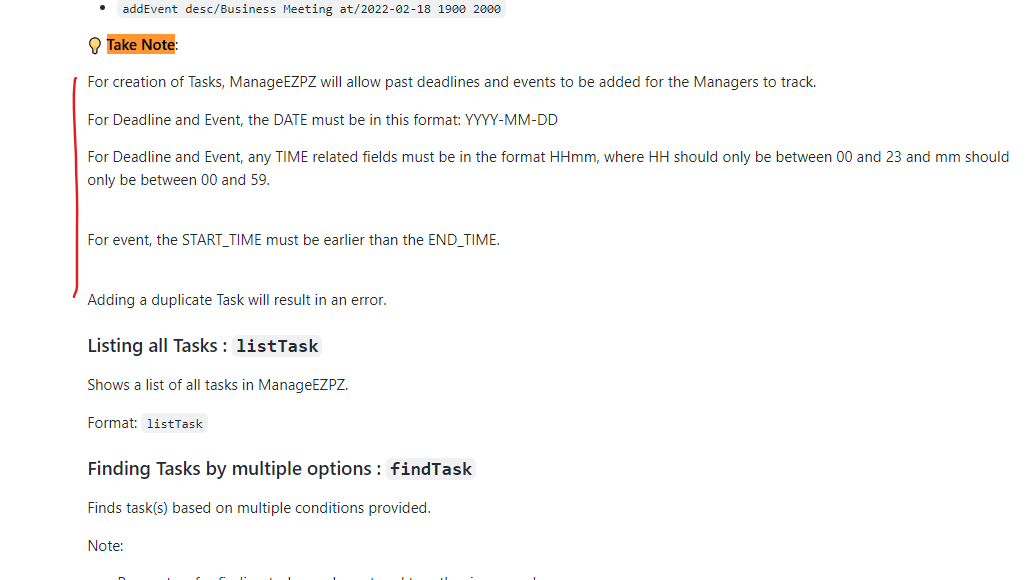 addEvent desc/Business Meeting at/2022-02-18 1900 2000
Take Note:
For creation of Tasks, ManageEZPZ will allow past deadlines and events to be added for the Managers to track.
For Deadline and Event, the DATE must be in this format: YYYY-MM-DD
For Deadline and Event, any TIME related fields must be in the format HHmm, where HH should only be between 00 and 23 and mm should
only be between 00 and 59.
For event, the START_TIME must be earlier than the END_TIME.
Adding a duplicate Task will result in an error.
Listing all Tasks : listTask
Shows a list of all tasks in ManageEZPZ.
Format: listTask
Finding Tasks by multiple options : findTask
Finds task(s) based on multiple conditions provided.
Note: